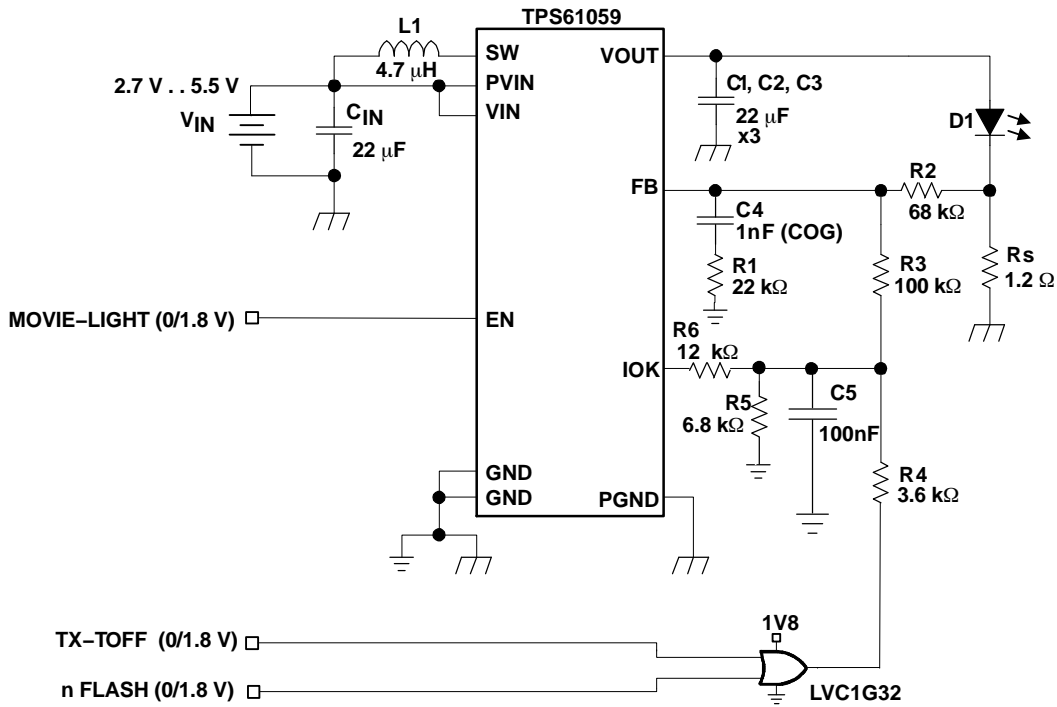 TPS61059
L1
4.7 μH
SW
PVIN
VIN
VOUT
2.7 V . . 5.5 V
VIN
CIN
22 μF
C1, C2, C3
22 μF
x3
D1
FB
R2
68 kΩ
C4
1nF (COG)
R1
22 kΩ
R3
100 kΩ
Rs
1.2 Ω
MOVIE–LIGHT (0/1.8 V)
EN
R6
12 kΩ
IOK
R5
6.8 kΩ
C5
100nF
R4
3.6 kΩ
GND
GND
PGND
1V8
TX–TOFF (0/1.8 V)
n FLASH (0/1.8 V)
LVC1G32